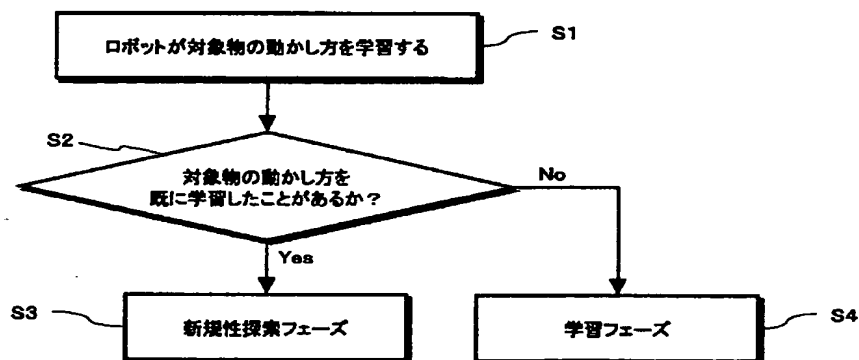 ロボットが対象物の動かし方を学習する
S1
S2
対象物の動かし方を
既に学習したことがあるか？
No
Yes
S3
新規性探索フェーズ
学習フェーズ
S4